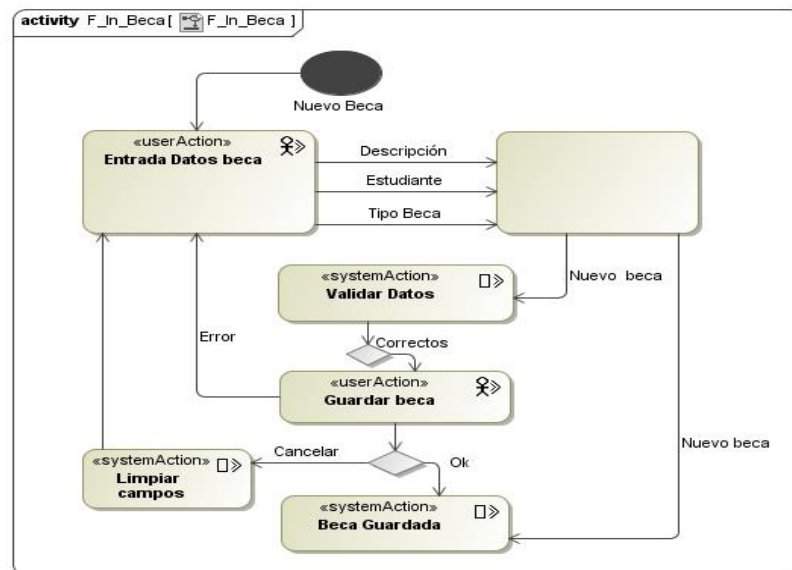 activity F_In_Beca[ F_In_Beca ]
Nuevo Beca
«userAction»
Entrada Datos beca
Descripción
Estudiante
Tipo Beca
Nuevo beca
«systemAction»
Validar Datos
Error
Correctos
«userAction»
Guardar beca
Nuevo beca
Cancelar
Ok
«systemAction»
Limpiar
campos
«systemAction»
Beca Guardada